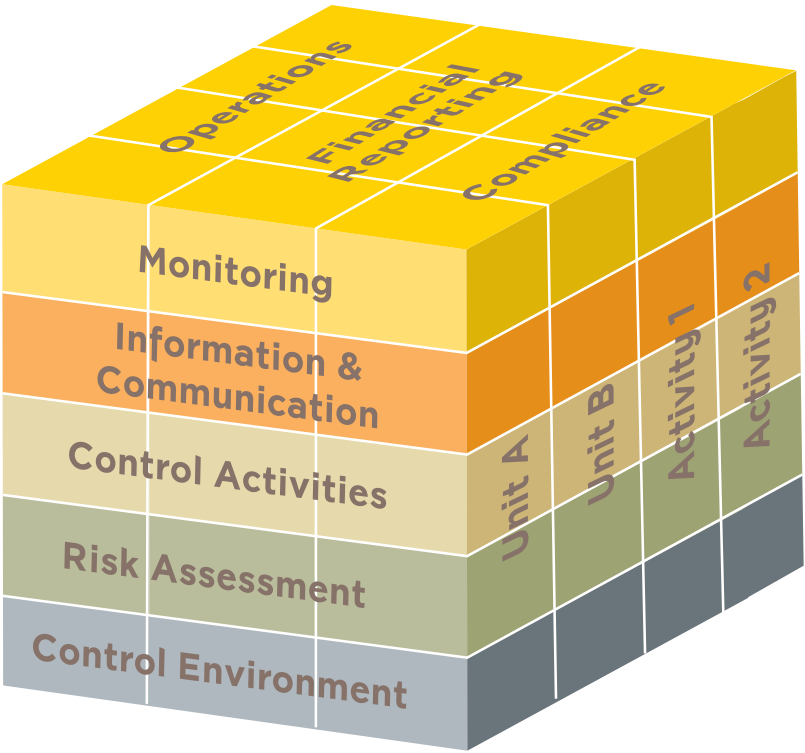 Operations
Financial
Reporting
Compliance
Monitoring
Information &
Communication
Control Activities
Risk Assessment
Control Environment
Unit A
Unit B
Activity 1
Activity 2